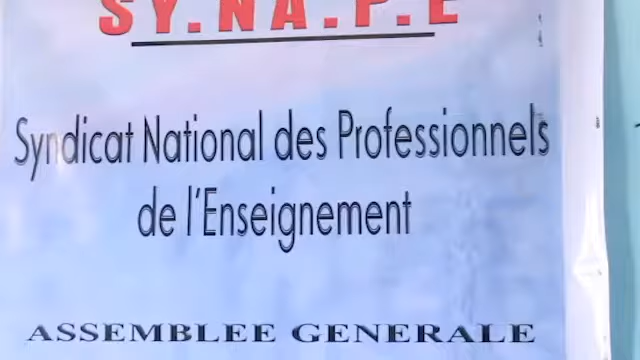 SY.NA.P.E
Syndicat National des Professionnels
de l'Enseignement
ASSEMBLEE GENERALE